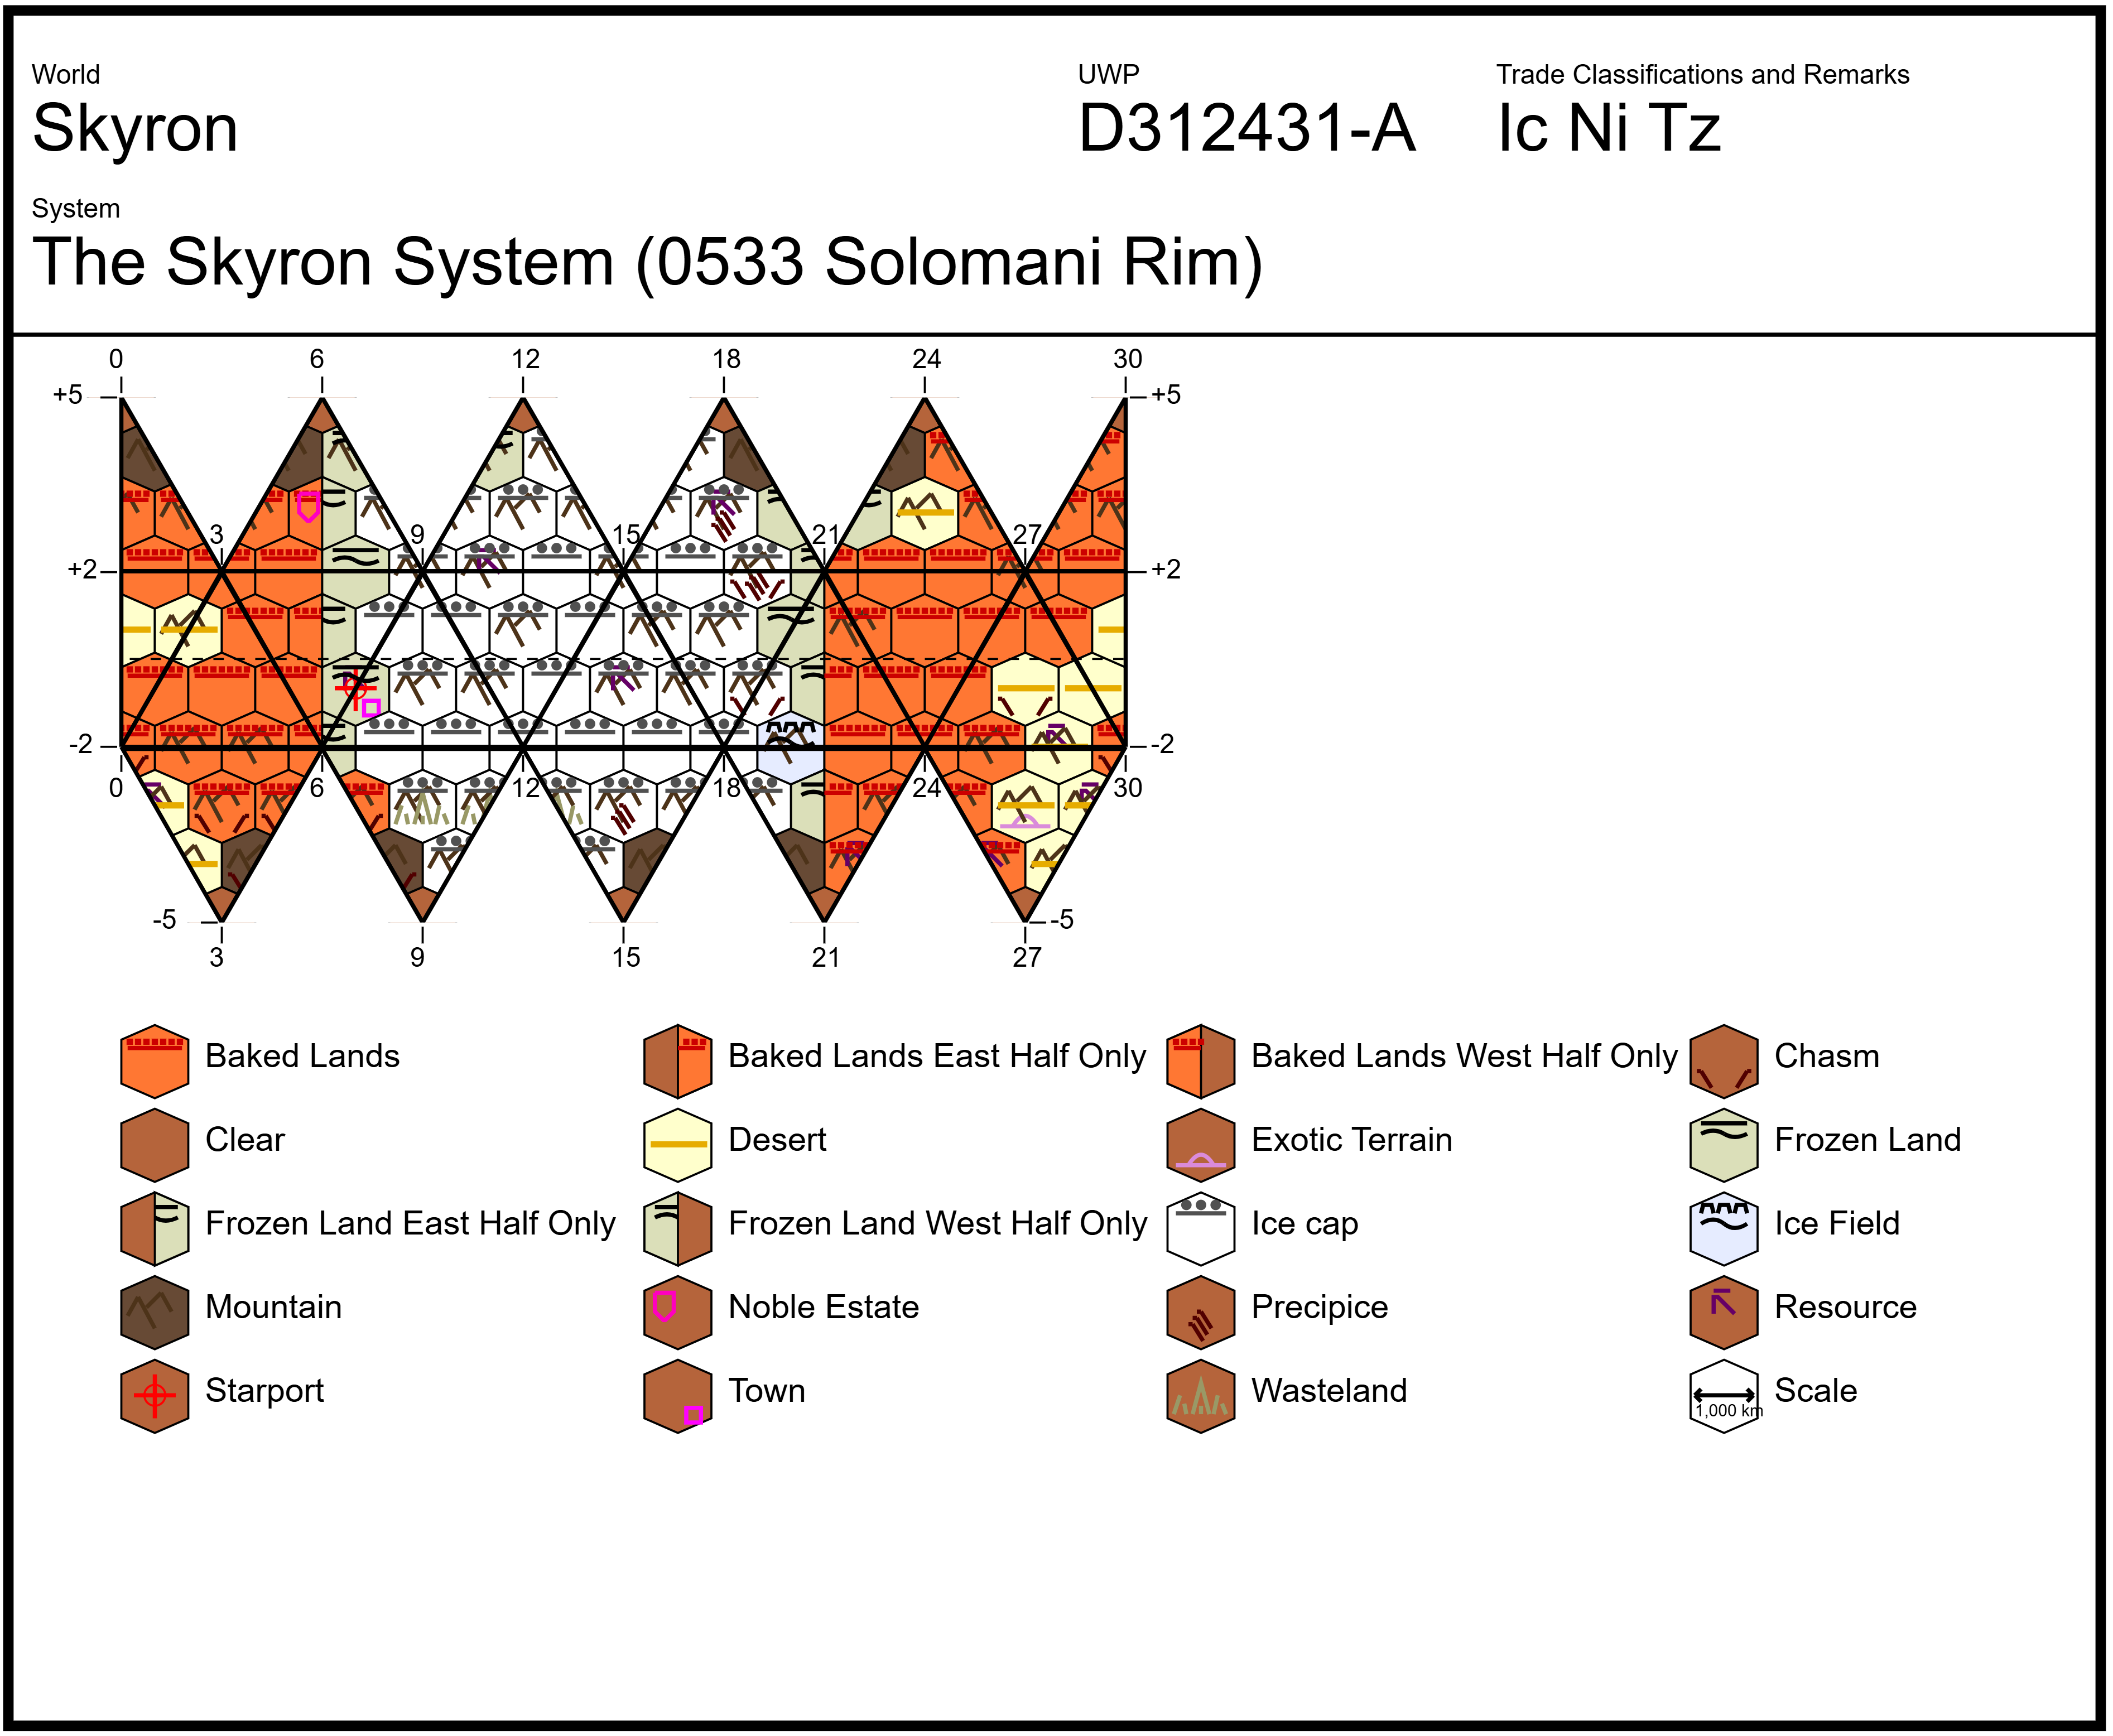 World
UWP
Trade Classifications and Remarks
Skyron
D312431-A
Ic Ni Tz
System
The Skyron System (0533 Solomani Rim)
0 6 12 18 24 30
+5 +5
3 9 15 21 27
+2 +2
-2 -2
0 6 12 18 24 30
-5 -5
3 9 15 21 27
Baked Lands
Baked Lands East Half Only
Baked Lands West Half Only
Chasm
Clear
Desert
Exotic Terrain
Frozen Land
Frozen Land East Half Only
Frozen Land West Half Only
Ice cap
Ice Field
Mountain
Noble Estate
Precipice
Resource
Starport
Town
Wasteland
Scale
1,000 km